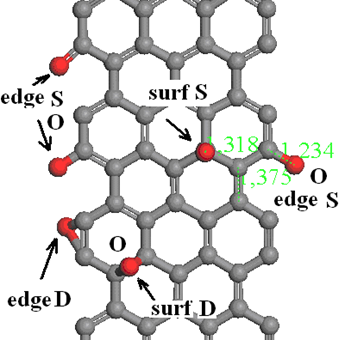 surf S
edge S
O
1,318
1,234
1,375
O
edge S
O
edge D
surf D